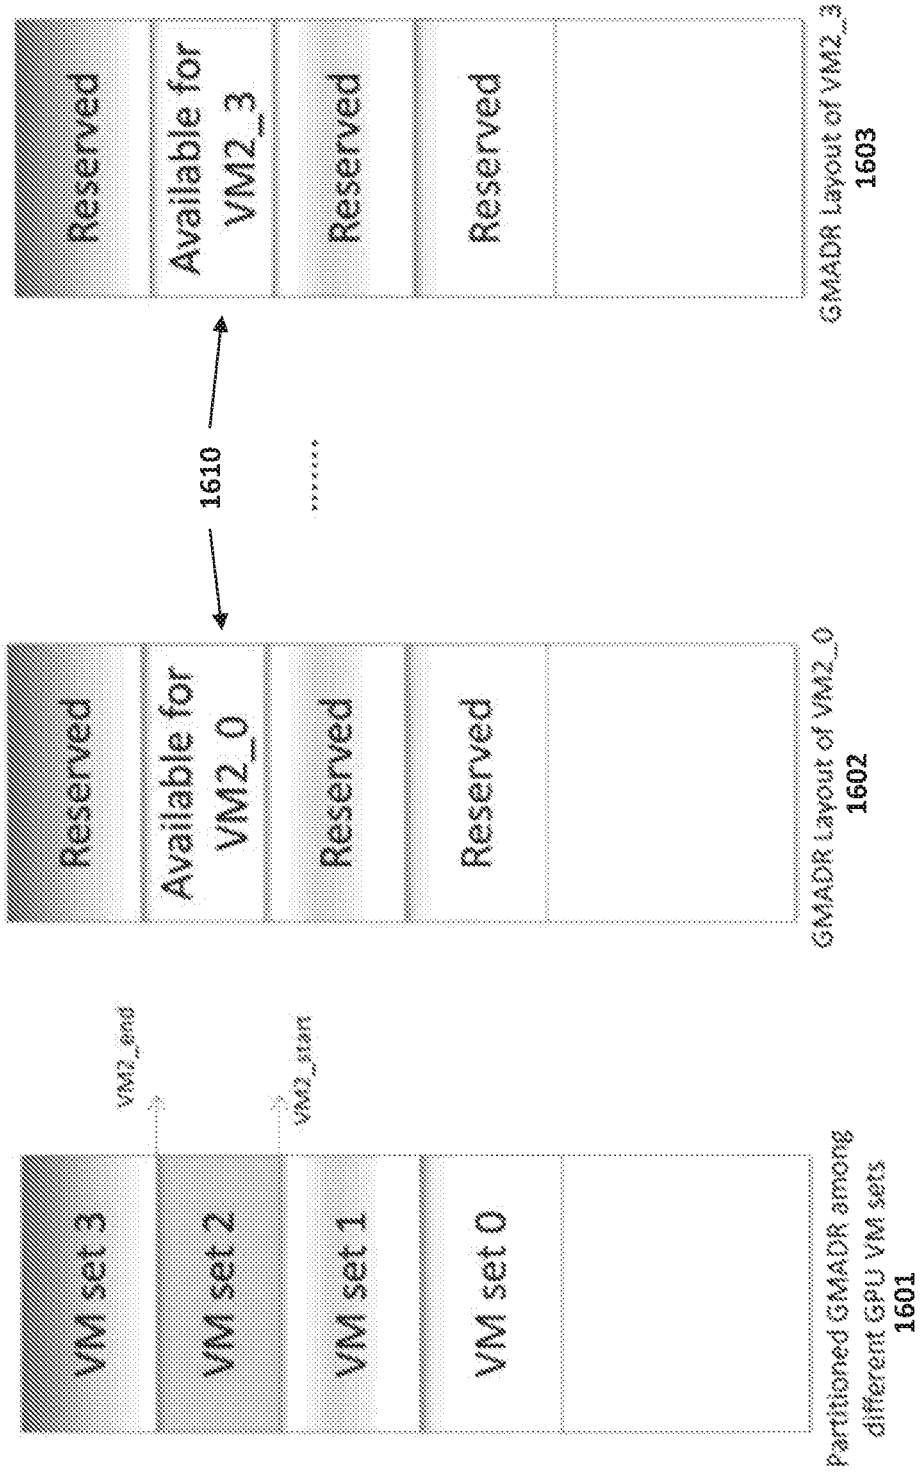 VM set 3
VM set 2
VM set 1
VM set 0
VM2_end
VM2_start
Partitioned GMADR among
different GPU VM sets
1601
Reserved
Available for
VM2_0
Reserved
Reserved
GMADR Layout of VM2_0
1602
1610
.......
Reserved
Available for
VM2_3
Reserved
Reserved
GMADR Layout of VM2_3
1603